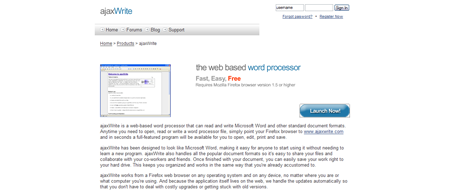 ajaxWrite
username
Sign in
Forgot password? • Register Now
Home Forums Blog Support
Home > Products > ajaxWrite
the web based word processor
Fast, Easy, Free
Requires Mozilla Firefox browser version 1.5 or higher
Launch Now!
ajaxWrite is a web-based word processor that can read and write Microsoft Word and other standard document formats.
Anytime you need to open, read or write a word processor file, simply point your Firefox browser to www.ajaxwrite.com
and in seconds a full-featured program will be available for you to open, edit, print and save.
ajaxWrite has been designed to look like Microsoft Word, making it easy for anyone to start using it without needing to
learn a new program. ajaxWrite also handles all the popular document formats so it's easy to share your files and
collaborate with your co-workers and friends. Once finished with your document, you can easily save your work right to
your hard drive. This keeps you organized and works in the same way that you're already accustomed to.
ajaxWrite works from a Firefox web browser on any operating system and on any device, no matter where you are or
what computer you're using. And because the application itself lives on the web, we handle the updates automatically so
that you don't have to deal with costly upgrades or getting stuck with old versions.